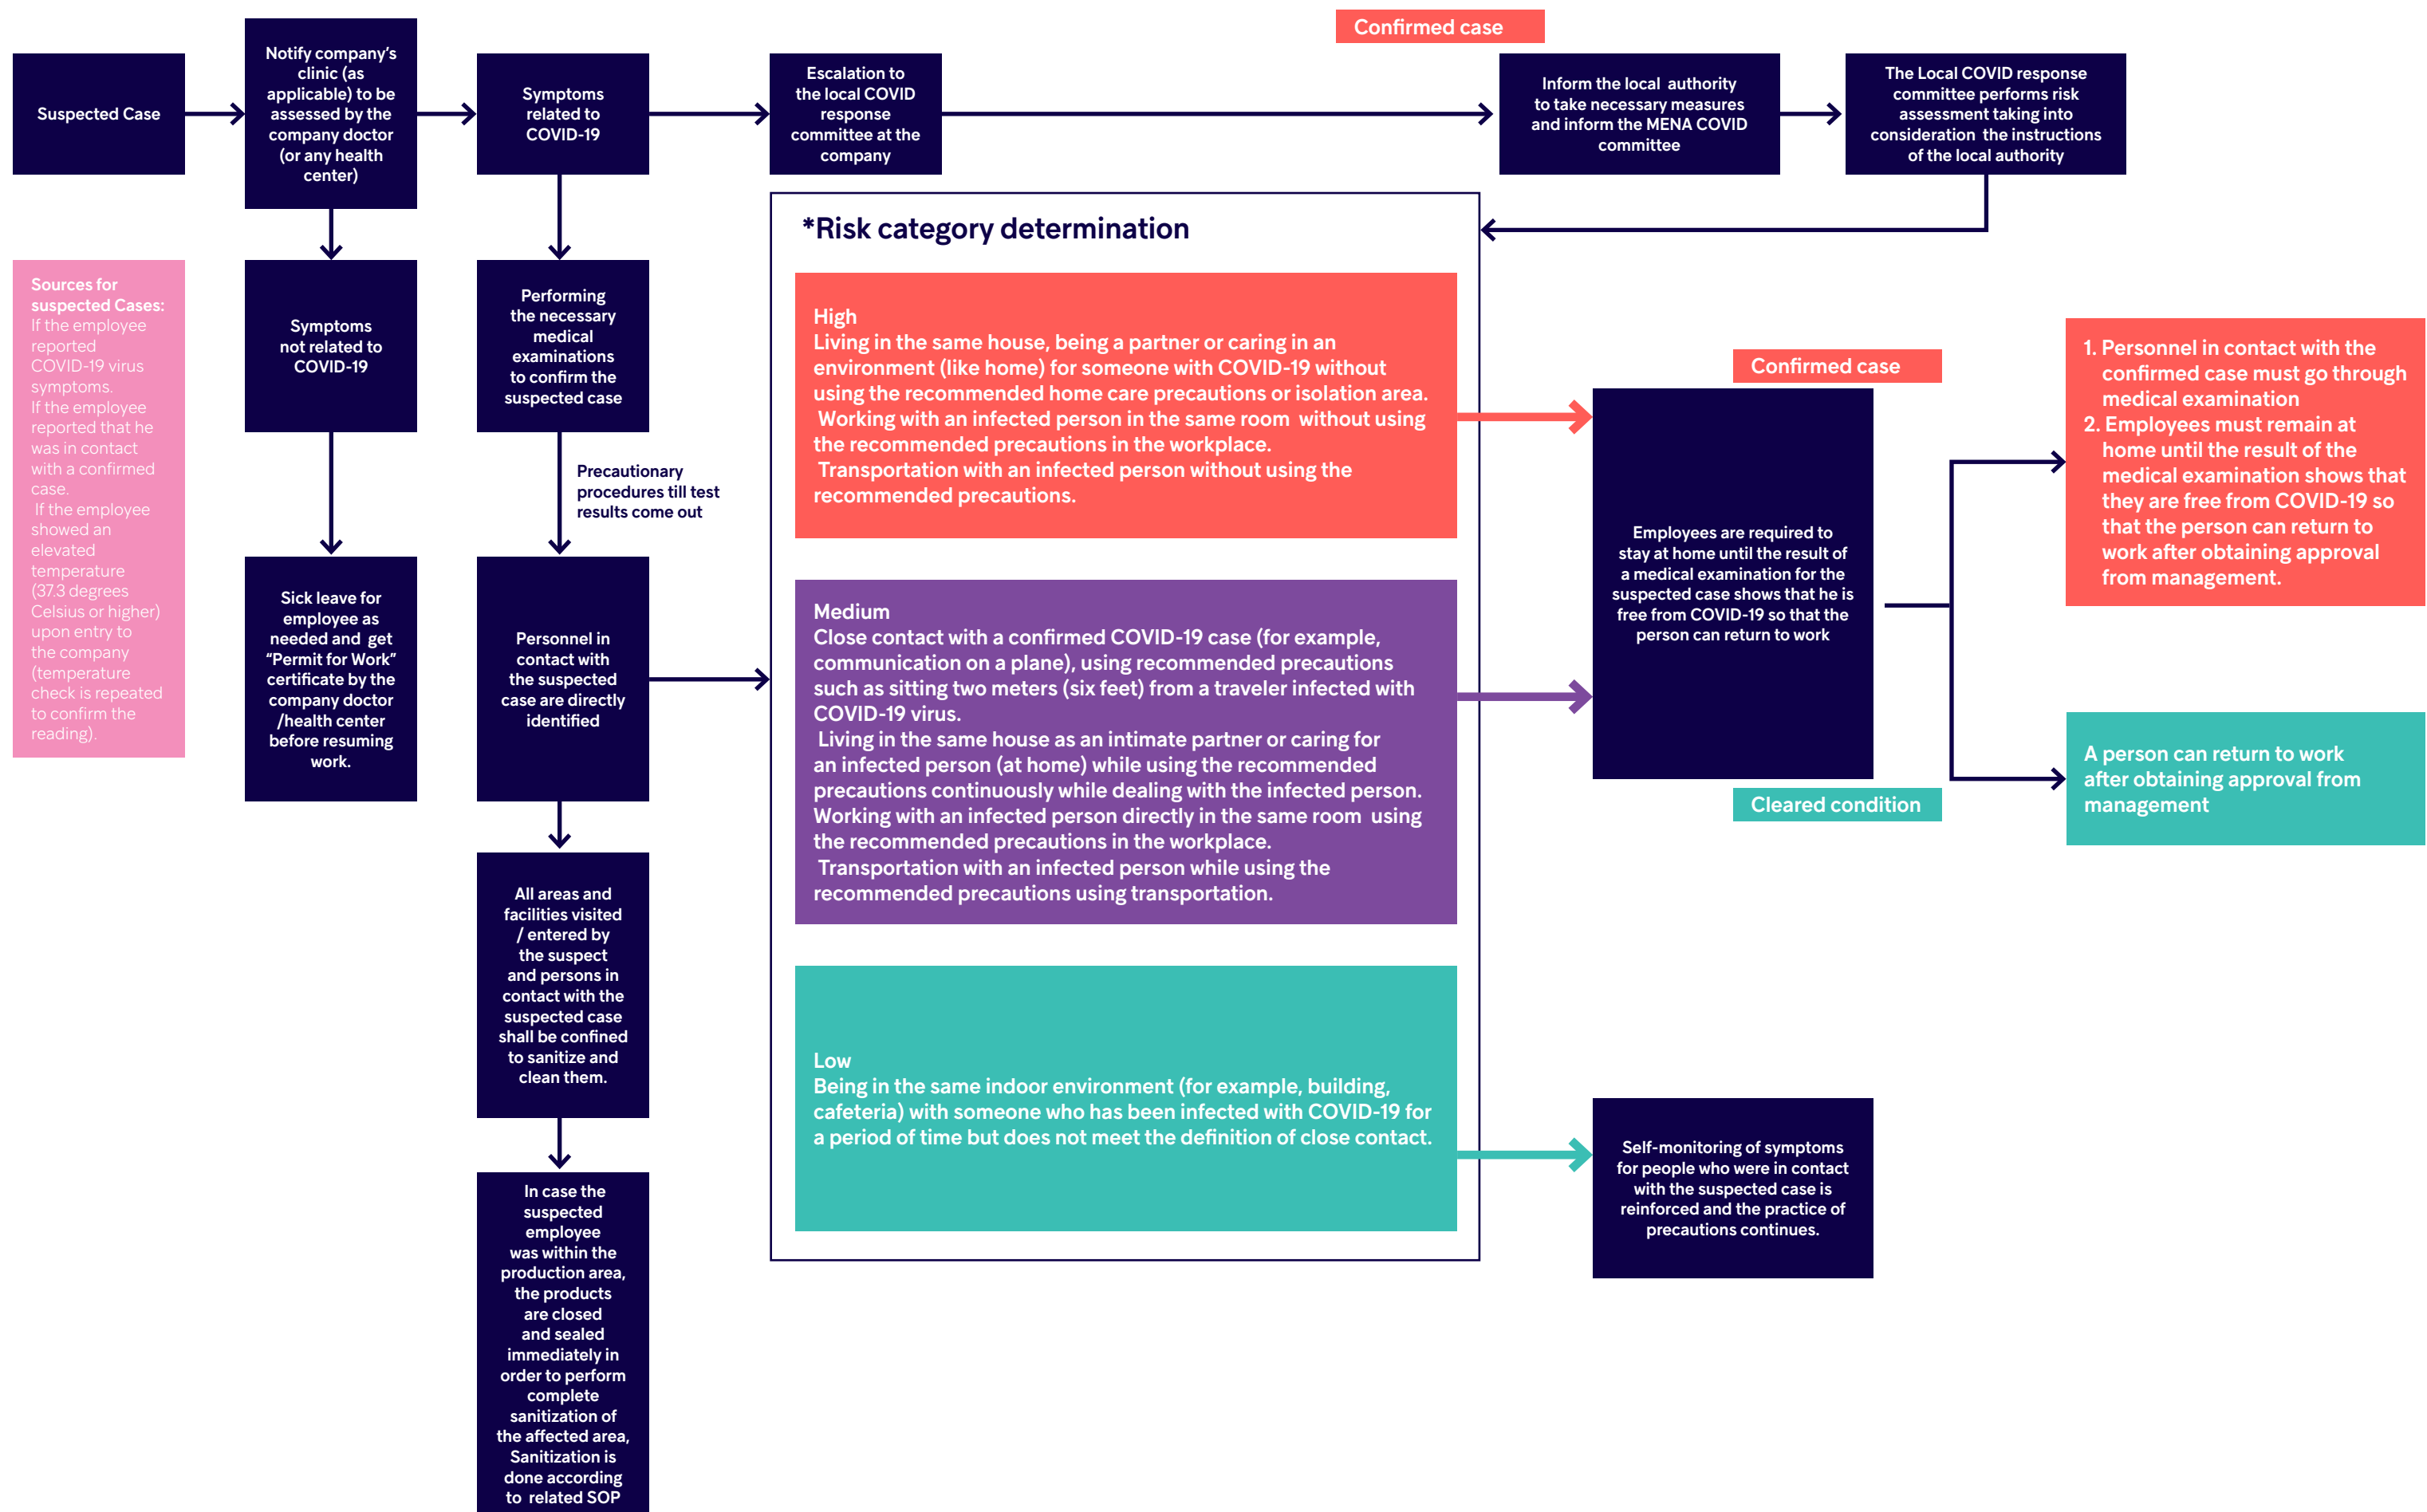 Confirmed case
Suspected Case
Notify company’s
clinic (as
applicable) to be
assessed by the
company doctor
(or any health
center)
Symptoms
related to
COVID-19
Escalation to
the local COVID
response
committee at the
company
Inform the local authority
to take necessary measures
and inform the MENA COVID
committee
The Local COVID response
committee performs risk
assessment taking into
consideration the instructions
of the local authority
Sources for
suspected Cases:
If the employee
reported
COVID-19 virus
symptoms.
If the employee
reported that he
was in contact
with a confirmed
case.
If the employee
showed an
elevated
temperature
(37.3 degrees
Celsius or higher)
upon entry to
the company
(temperature
check is repeated
to confirm the
reading).
Symptoms
not related to
COVID-19
Sick leave for
employee as
needed and get
“Permit for Work”
certificate by the
company doctor
/health center
before resuming
work.
Performing
the necessary
medical
examinations
to confirm the
suspected case
Precautionary
procedures till test
results come out
Personnel in
contact with
the suspected
case are directly
identified
All areas and
facilities visited
/ entered by
the suspect
and persons in
contact with the
suspected case
shall be confined
to sanitize and
clean them.
In case the
suspected
employee
was within the
production area,
the products
are closed
and sealed
immediately in
order to perform
complete
sanitization of
the affected area,
Sanitization is
done according
to related SOP
*Risk category determination
High
Living in the same house, being a partner or caring in an
environment (like home) for someone with COVID-19 without
using the recommended home care precautions or isolation area.
Working with an infected person in the same room without using
the recommended precautions in the workplace.
Transportation with an infected person without using the
recommended precautions.
Medium
Close contact with a confirmed COVID-19 case (for example,
communication on a plane), using recommended precautions
such as sitting two meters (six feet) from a traveler infected with
COVID-19 virus.
Living in the same house as an intimate partner or caring for
an infected person (at home) while using the recommended
precautions continuously while dealing with the infected person.
Working with an infected person directly in the same room using
the recommended precautions in the workplace.
Transportation with an infected person while using the
recommended precautions using transportation.
Low
Being in the same indoor environment (for example, building,
cafeteria) with someone who has been infected with COVID-19 for
a period of time but does not meet the definition of close contact.
Confirmed case
Employees are required to
stay at home until the result of
a medical examination for the
suspected case shows that he is
free from COVID-19 so that the
person can return to work
Cleared condition
Self-monitoring of symptoms
for people who were in contact
with the suspected case is
reinforced and the practice of
precautions continues.
1. Personnel in contact with the
confirmed case must go through
medical examination
2. Employees must remain at
home until the result of the
medical examination shows that
they are free from COVID-19 so
that the person can return to
work after obtaining approval
from management.
A person can return to work
after obtaining approval from
management